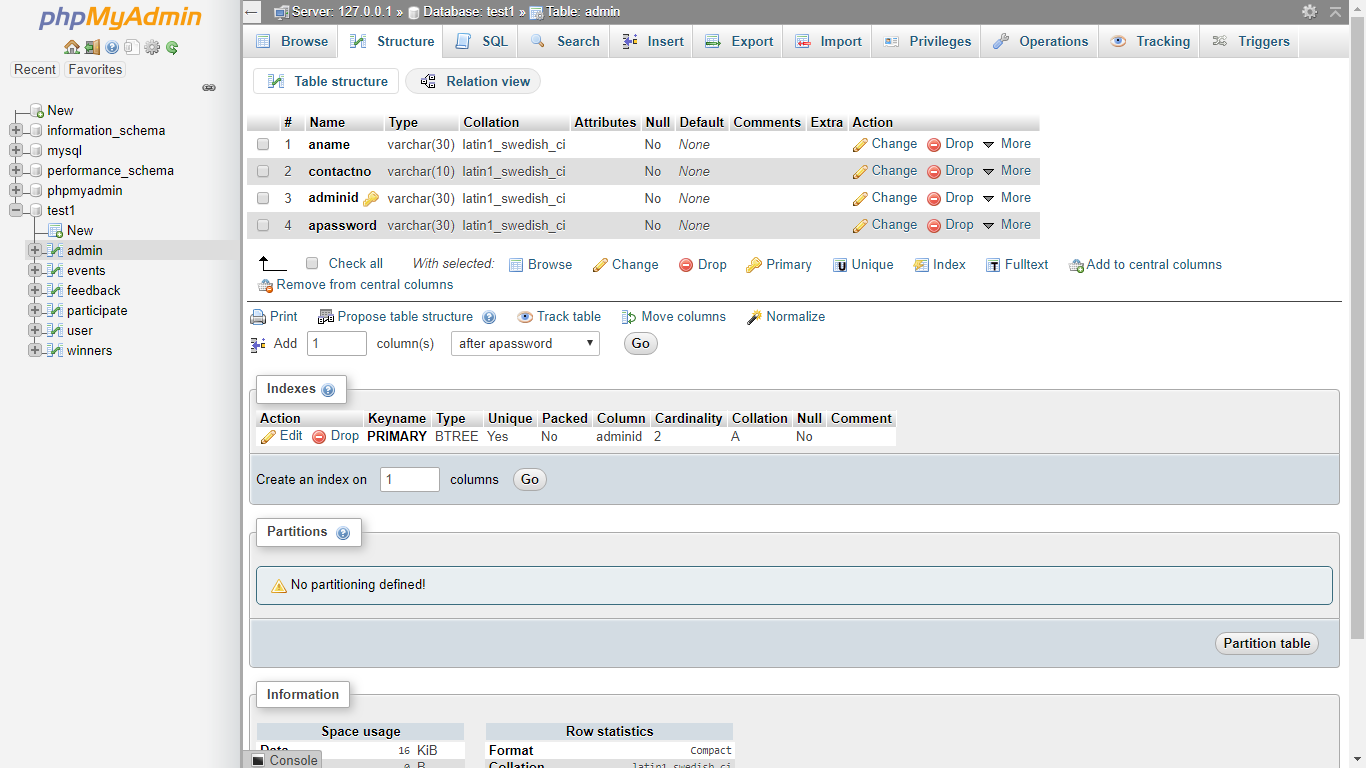 phpMyAdmin
Recent Favorites
New
information_schema
mysql
performance_schema
phpmyadmin
test1
New
admin
events
feedback
participate
user
winners
Server: 127.0.0.1 » Database: test1 » Table: admin
Browse Structure SQL Search Insert Export Import Privileges Operations Tracking Triggers
Table structure Relation view
# Name Type Collation Attributes Null Default Comments Extra Action
1 aname varchar(30) latin1_swedish_ci No None Change Drop More
2 contactno varchar(10) latin1_swedish_ci No None Change Drop More
3 adminid varchar(30) latin1_swedish_ci No None Change Drop More
4 apassword varchar(30) latin1_swedish_ci No None Change Drop More
Check all With selected: Browse Change Drop Primary Unique Index Fulltext Add to central columns
Remove from central columns
Print Propose table structure Track table Move columns Normalize
Add 1 column(s) after apassword Go
Indexes
Action Keyname Type Unique Packed Column Cardinality Collation Null Comment
Edit Drop PRIMARY BTREE Yes No adminid 2 A No
Create an index on 1 columns Go
Partitions
No partitioning defined!
Partition table
Information
Space usage Row statistics
Data 16 KiB Format Compact
0 B Collation latin1_swedish_ci
Console